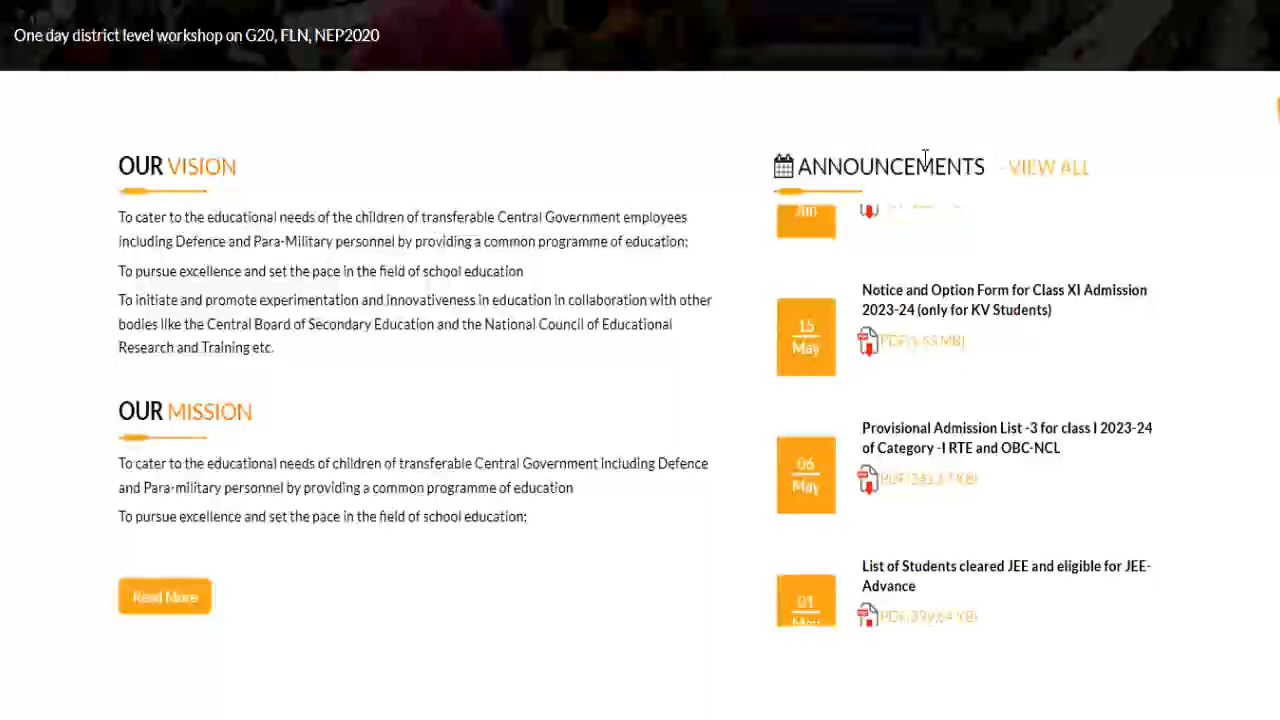 One day district level workshop on G20, FLN, NEP2020
OUR VISION
To cater to the educational needs of the children of transferable Central Government employees
including Defence and Para-Military personnel by providing a common programme of education;
To pursue excellence and set the pace in the field of school education
To initiate and promote experimentation and innovativeness in education in collaboration with other
bodies like the Central Board of Secondary Education and the National Council of Educational
Research and Training etc.
OUR MISSION
To cater to the educational needs of children of transferable Central Government including Defence
and Para-military personnel by providing a common programme of education
To pursue excellence and set the pace in the field of school education;
Read More
ANNOUNCEMENTS - VIEW ALL
Jun
15
May
Notice and Option Form for Class XI Admission
2023-24 (only for KV Students)
PDF
06
May
Provisional Admission List -3 for class I 2023-24
of Category -I RTE and OBC-NCL
PDF
01
May
List of Students cleared JEE and eligible for JEE-
Advance
PDF